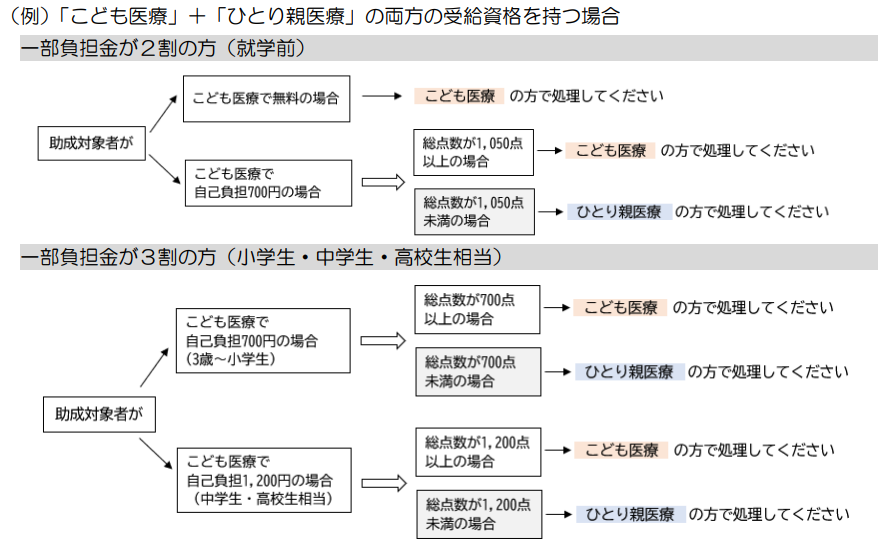 （例）「こども医療」＋「ひとり親医療」の両方の受給資格を持つ場合
一部負担金が２割の方（就学前）
助成対象者が
こども医療で無料の場合
こども医療 の方で処理してください
こども医療で
自己負担700円の場合
総点数が1,050点
以上の場合
こども医療 の方で処理してください
総点数が1,050点
未満の場合
ひとり親医療 の方で処理してください
一部負担金が３割の方（小学生・中学生・高校生相当）
助成対象者が
こども医療で
自己負担700円の場合
（3歳～小学生）
総点数が700点
以上の場合
こども医療 の方で処理してください
総点数が700点
未満の場合
ひとり親医療 の方で処理してください
こども医療で
自己負担1,200円の場合
（中学生・高校生相当）
総点数が1,200点
以上の場合
こども医療 の方で処理してください
総点数が1,200点
未満の場合
ひとり親医療 の方で処理してください